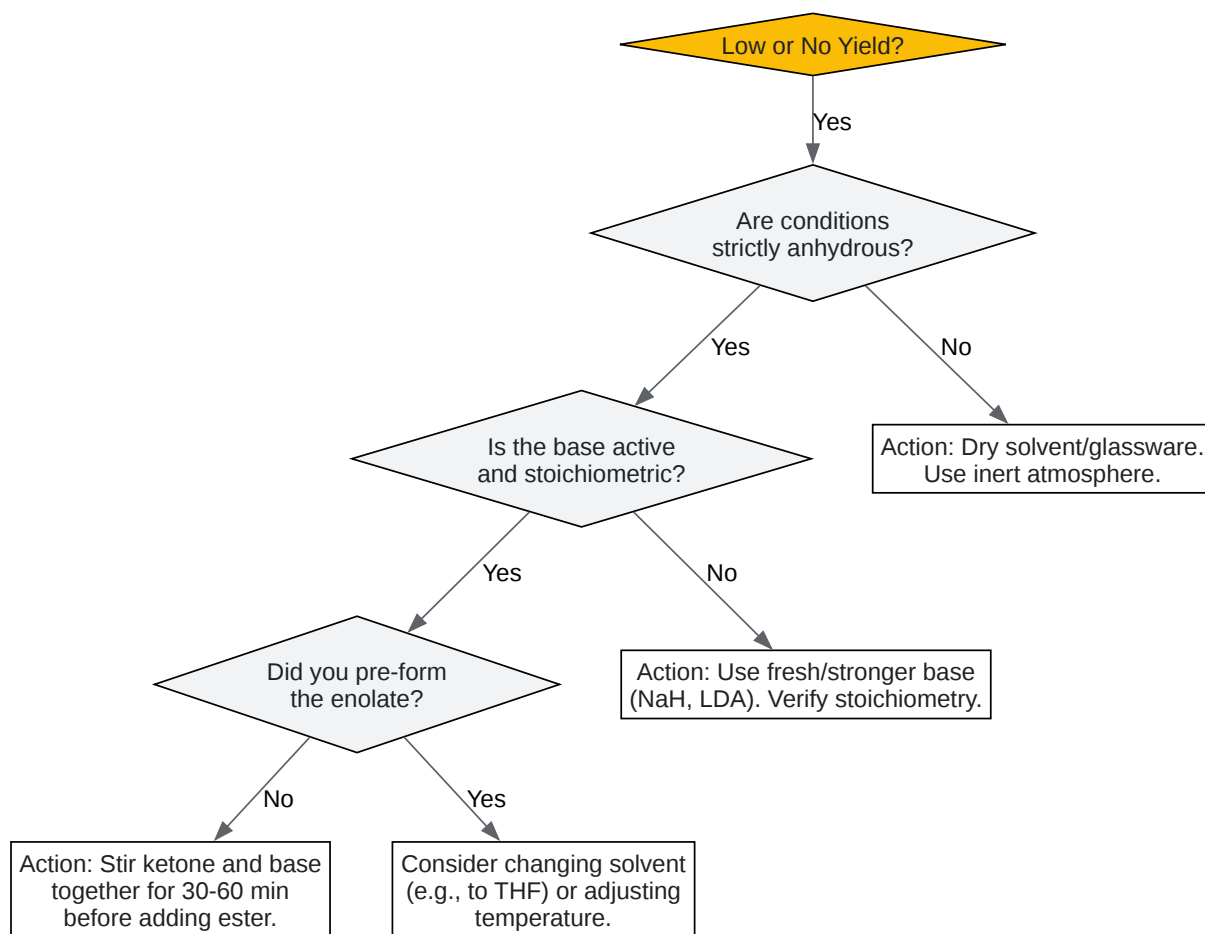 Low or No Yield?
Yes
Are conditions
strictly anhydrous?
Yes
No
Is the base active
and stoichiometric?
Action: Dry solvent/glassware.
Use inert atmosphere.
Yes
No
Did you pre-form
the enolate?
Action: Use fresh/stronger base
(NaH, LDA). Verify stoichiometry.
No
Yes
Action: Stir ketone and base
together for 30-60 min
before adding ester.
Consider changing solvent
(e.g., to THF) or adjusting
temperature.